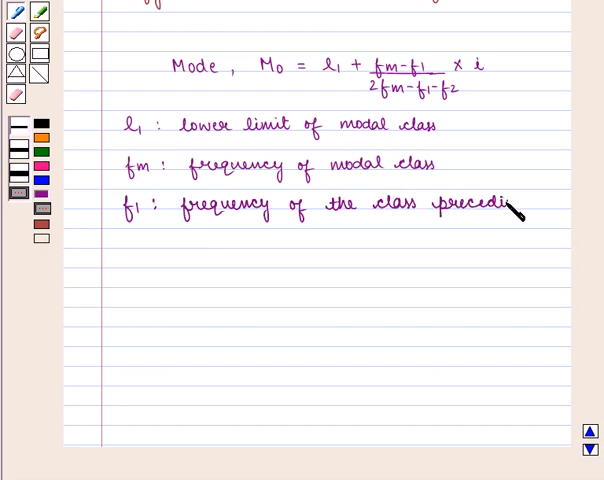 Mode, Mo = l1 + fm-f1 / 2fm-f1-f2 × i
l1 : lower limit of modal class
fm : frequency of modal class
f1 : frequency of the class precedi